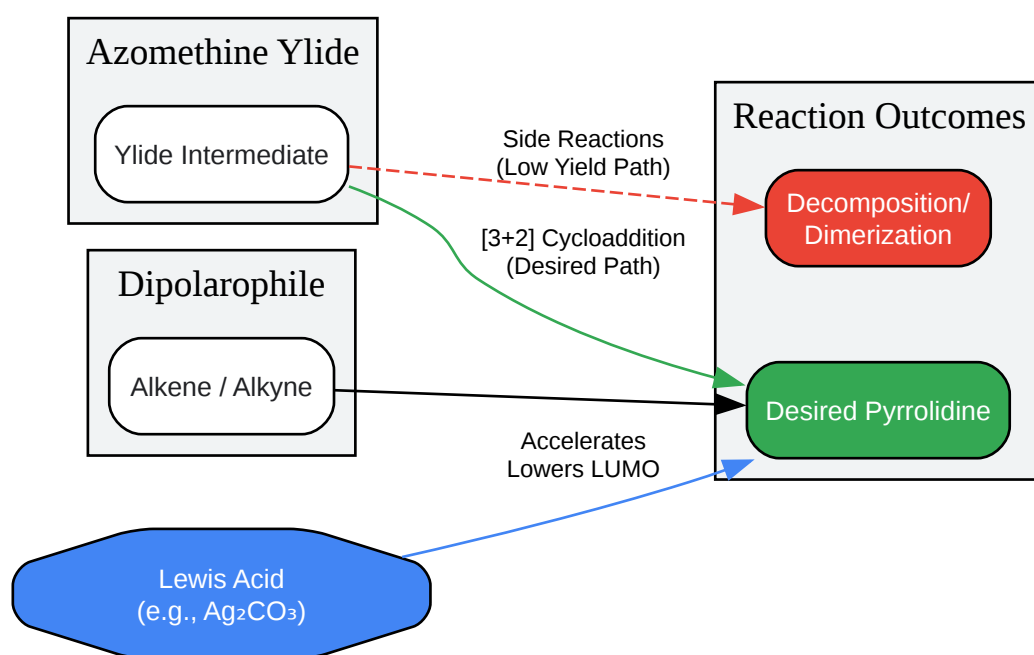 Azomethine Ylide
Ylide Intermediate
Side Reactions
(Low Yield Path)
[3+2] Cycloaddition
(Desired Path)
Dipolarophile
Alkene / Alkyne
Accelerates
Lowers LUMO
Lewis Acid
(e.g., Ag₂CO₃)
Reaction Outcomes
Decomposition/
Dimerization
Desired Pyrrolidine